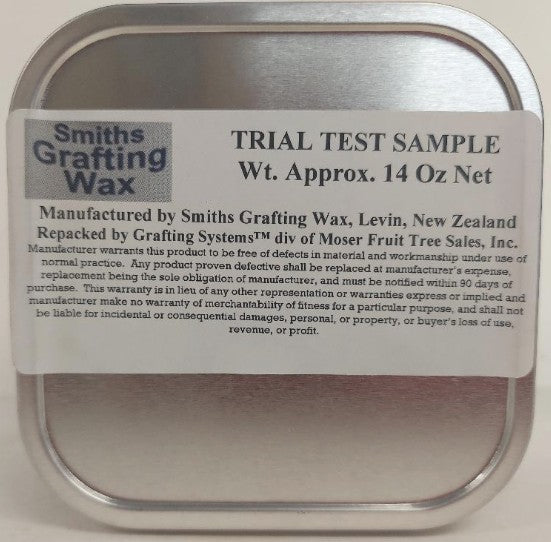 Smiths
Grafting
Wax
TRIAL TEST SAMPLE
Wt. Approx. 14 Oz Net
Manufactured by Smiths Grafting Wax, Levin, New Zealand
Repacked by Grafting Systems™ div of Moser Fruit Tree Sales, Inc.
Manufacturer warrants this product to be free of defects in material and workmanship under use of
normal practice. Any product proven defective shall be replaced at manufacturer's expense,
replacement being the sole obligation of manufacturer, and must be notified within 90 days of
purchase. This warranty is in lieu of any other representation or warranties express or implied and
manufacturer make no warranty of merchantability of fitness for a particular purpose, and shall not
be liable for incidental or consequential damages, personal, or property, or buyer's loss of use,
revenue, or profit.